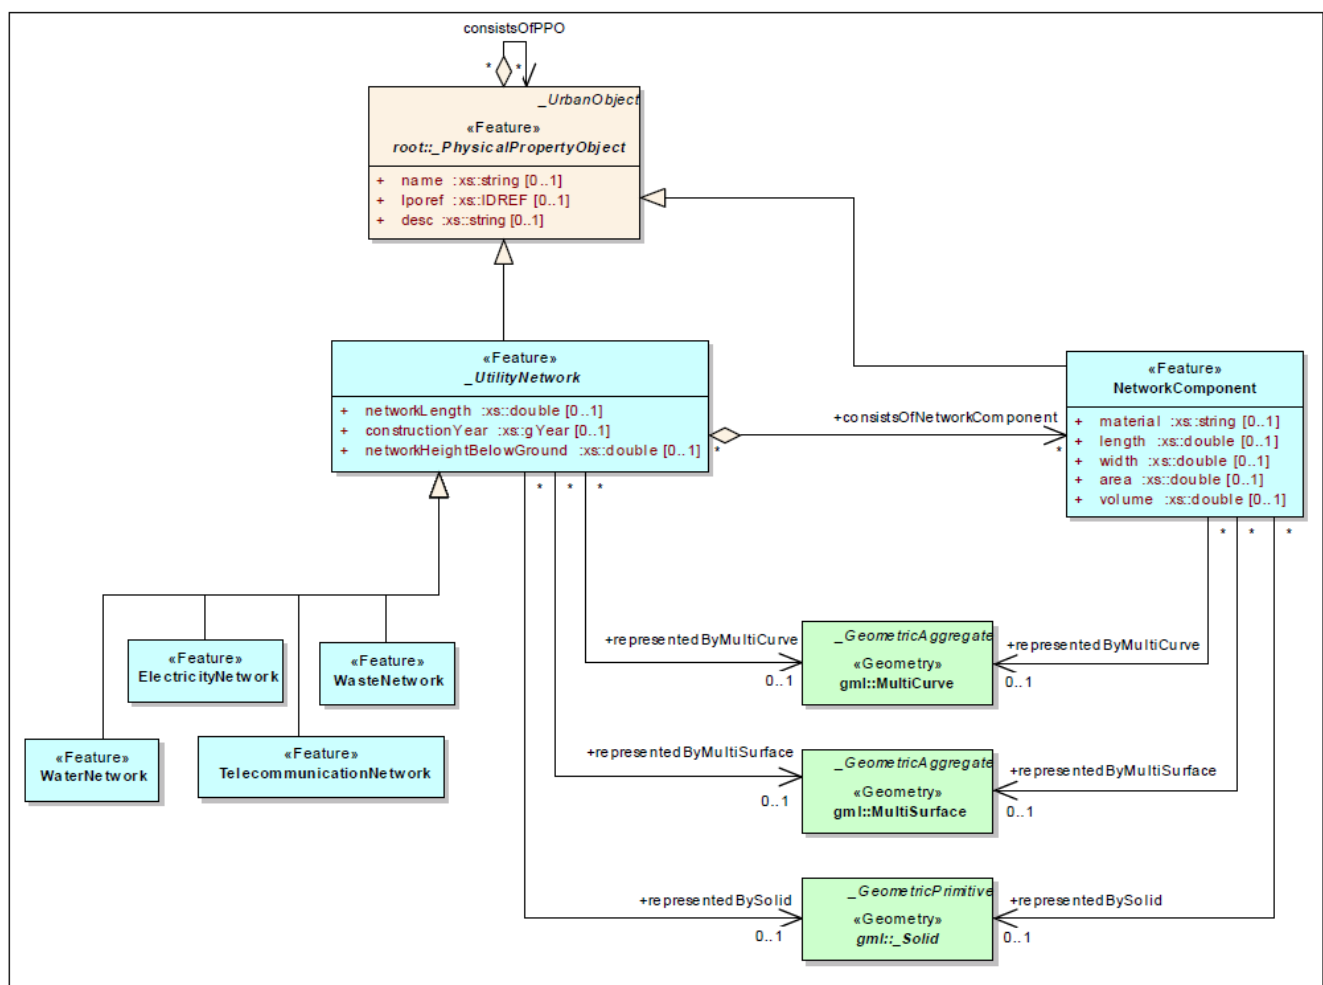 consistsOfPPO
* *
_UrbanObject
«Feature»
root::_PhysicalPropertyObject
+ name :xs::string [0..1]
+ lporef :xs::IDREF [0..1]
+ desc :xs::string [0..1]
«Feature»
_UtilityNetwork
+ networkLength :xs::double [0..1]
+ constructionYear :xs::gYear [0..1]
+ networkHeightBelowGround :xs::double [0..1]
* * *
*
+consistsOfNetworkComponent
*
«Feature»
NetworkComponent
+ material :xs::string [0..1]
+ length :xs::double [0..1]
+ width :xs::double [0..1]
+ area :xs::double [0..1]
+ volume :xs::double [0..1]
* * *
«Feature»
ElectricityNetwork
«Feature»
WasteNetwork
«Feature»
WaterNetwork
«Feature»
TelecommunicationNetwork
+representedByMultiCurve
0..1
_GeometricAggregate
«Geometry»
gml::MultiCurve
+representedByMultiCurve
0..1
+representedByMultiSurface
0..1
_GeometricAggregate
«Geometry»
gml::MultiSurface
+representedByMultiSurface
0..1
+representedBySolid
0..1
_GeometricPrimitive
«Geometry»
gml::_Solid
+representedBySolid
0..1